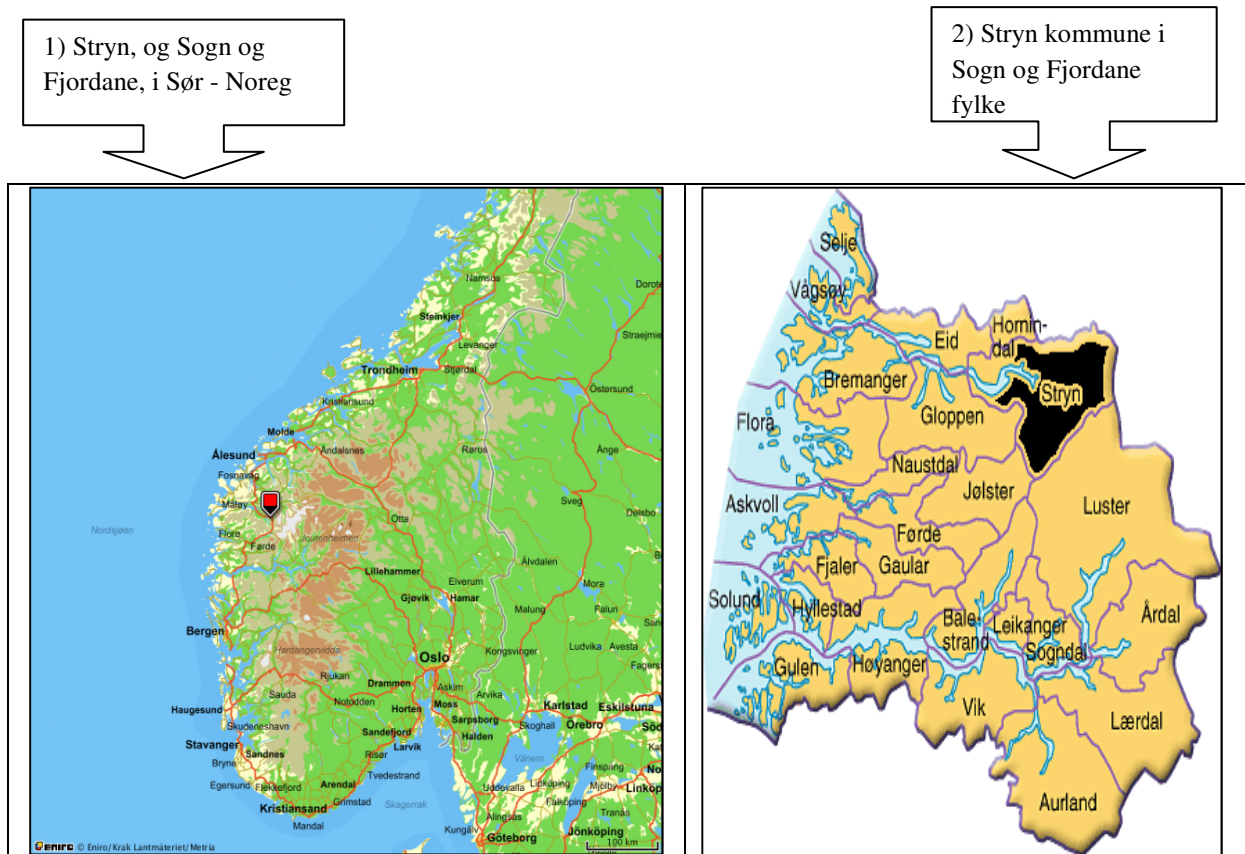 1) Stryn, og Sogn og
Fjordane, i Sør - Noreg
2) Stryn kommune i
Sogn og Fjordane
fylke
Namsos
Steinkjer
Levanger
Straejmie
Trondheim
Stjørdal
Östersund
Kristiansund
Molde
Åndalsnes
Ålesund
Røros
Ånge
Fosnavåg
Måløy
Sveg
Delsbo
Otta
Nordsjøen
Florø
Førde
Jotunheimen
Älvdalen
Lillehammer
Elverum
Mora
Gjøvik
Hamar
Malung
Falun
Bergen
Kongsvinger
Ludvika
Avesta
Hardangervidda
Oslo
Rjukan
Sauda
Drammen
Askim
Arvika
Notodden
Haugesund
Horten
Moss
Karlstad
Eskilstuna
Skudeneshavn
Sarpsborg
Skoghall
Örebro
Sandefjord
Stavanger
Larvik
Halden
Sandnes
Bryne
Risør
Vänern
Finspång
Tvedestrand
Egersund
Flekkefjord
Arendal
Uddevalla
Lidköping
Mjölby
Grimstad
Falköping
Kristiansand
Skagerrak
Alingsås
Tranås
Mandal
Kungälv
Jönköping
Göteborg
eniro © Eniro/Krak Lantmäteriet/Metria
100 km
Selje
Vågsøy
Hornin-
dal
Eid
Bremanger
Stryn
Gloppen
Flora
Naustdal
Jølster
Askvoll
Luster
Førde
Fjaler
Gaular
Solund
Hyllestad
Bale-
strand
Leikanger
Årdal
Sogndal
Gulen
Høyanger
Vik
Lærdal
Aurland